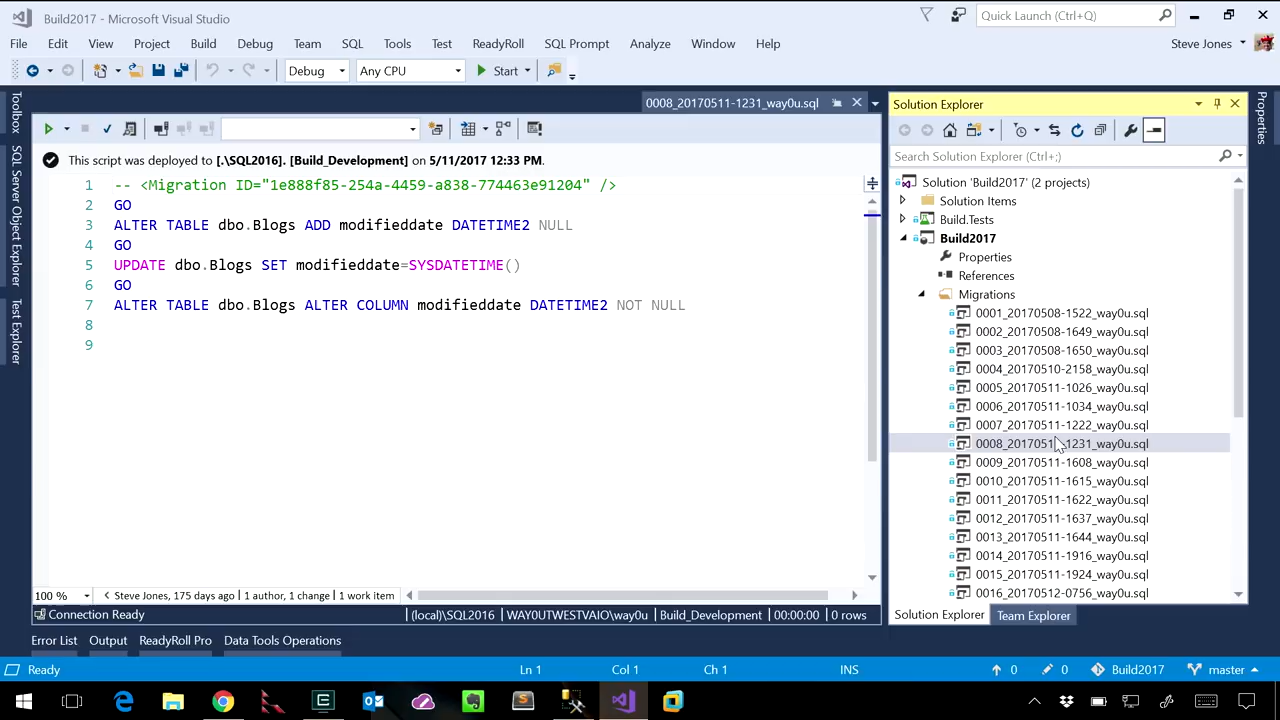 Build2017 - Microsoft Visual Studio
Quick Launch (Ctrl+Q)
File Edit View Project Build Debug Team SQL Tools Test ReadyRoll SQL Prompt Analyze Window Help
Steve Jones
Debug Any CPU Start
0008_20170511-1231_way0u.sql
This script was deployed to [.\SQL2016]. [Build_Development] on 5/11/2017 12:33 PM.
1 -- <Migration ID="1e888f85-254a-4459-a838-774463e91204" />
2 GO
3 ALTER TABLE dbo.Blogs ADD modifieddate DATETIME2 NULL
4 GO
5 UPDATE dbo.Blogs SET modifieddate=SYSDATETIME()
6 GO
7 ALTER TABLE dbo.Blogs ALTER COLUMN modifieddate DATETIME2 NOT NULL
8
9
100 %
Steve Jones, 175 days ago | 1 author, 1 change | 1 work item
Connection Ready
(local)\SQL2016 WAY0UTWESTVAIO\way0u Build_Development 00:00:00 0 rows
Toolbox
SQL Server Object Explorer
Test Explorer
Solution Explorer
Search Solution Explorer (Ctrl+;)
Solution 'Build2017' (2 projects)
Solution Items
Build.Tests
Build2017
Properties
References
Migrations
0001_20170508-1522_way0u.sql
0002_20170508-1649_way0u.sql
0003_20170508-1650_way0u.sql
0004_20170510-2158_way0u.sql
0005_20170511-1026_way0u.sql
0006_20170511-1034_way0u.sql
0007_20170511-1222_way0u.sql
0008_20170511-1231_way0u.sql
0009_20170511-1608_way0u.sql
0010_20170511-1615_way0u.sql
0011_20170511-1622_way0u.sql
0012_20170511-1637_way0u.sql
0013_20170511-1644_way0u.sql
0014_20170511-1916_way0u.sql
0015_20170511-1924_way0u.sql
0016_20170512-0756_way0u.sql
Solution Explorer Team Explorer
Properties
Error List Output ReadyRoll Pro Data Tools Operations
Ready Ln 1 Col 1 Ch 1 INS 0 0 Build2017 master